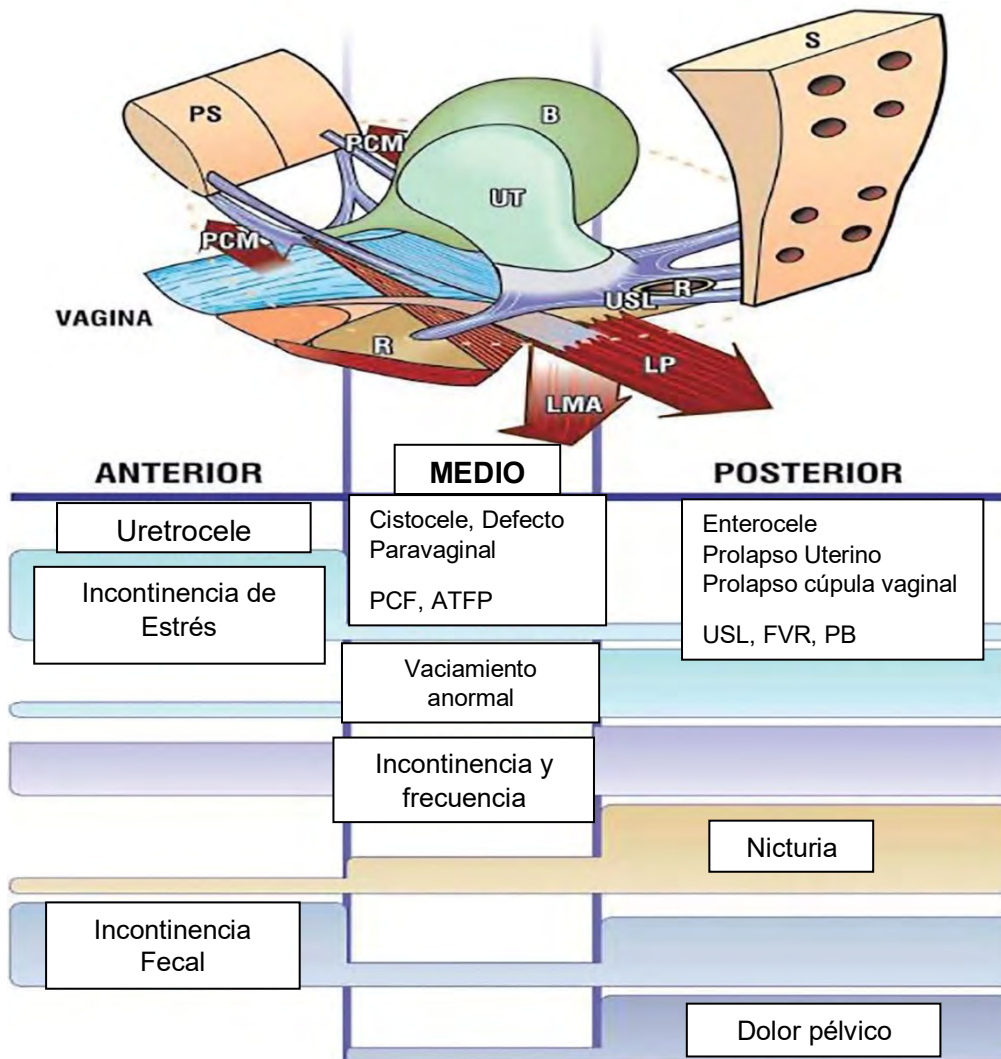 S
B
PS
PCM
UT
PCM
USL
R
VAGINA
R
LP
LMA
ANTERIOR
MEDIO
POSTERIOR
Uretrocele
Cistocele, Defecto
Paravaginal
PCF, ATFP
Enterocele
Prolapso Uterino
Prolapso cúpula vaginal
USL, FVR, PB
Incontinencia de
Estrés
Vaciamiento
anormal
Incontinencia y
frecuencia
Nicturia
Incontinencia
Fecal
Dolor pélvico